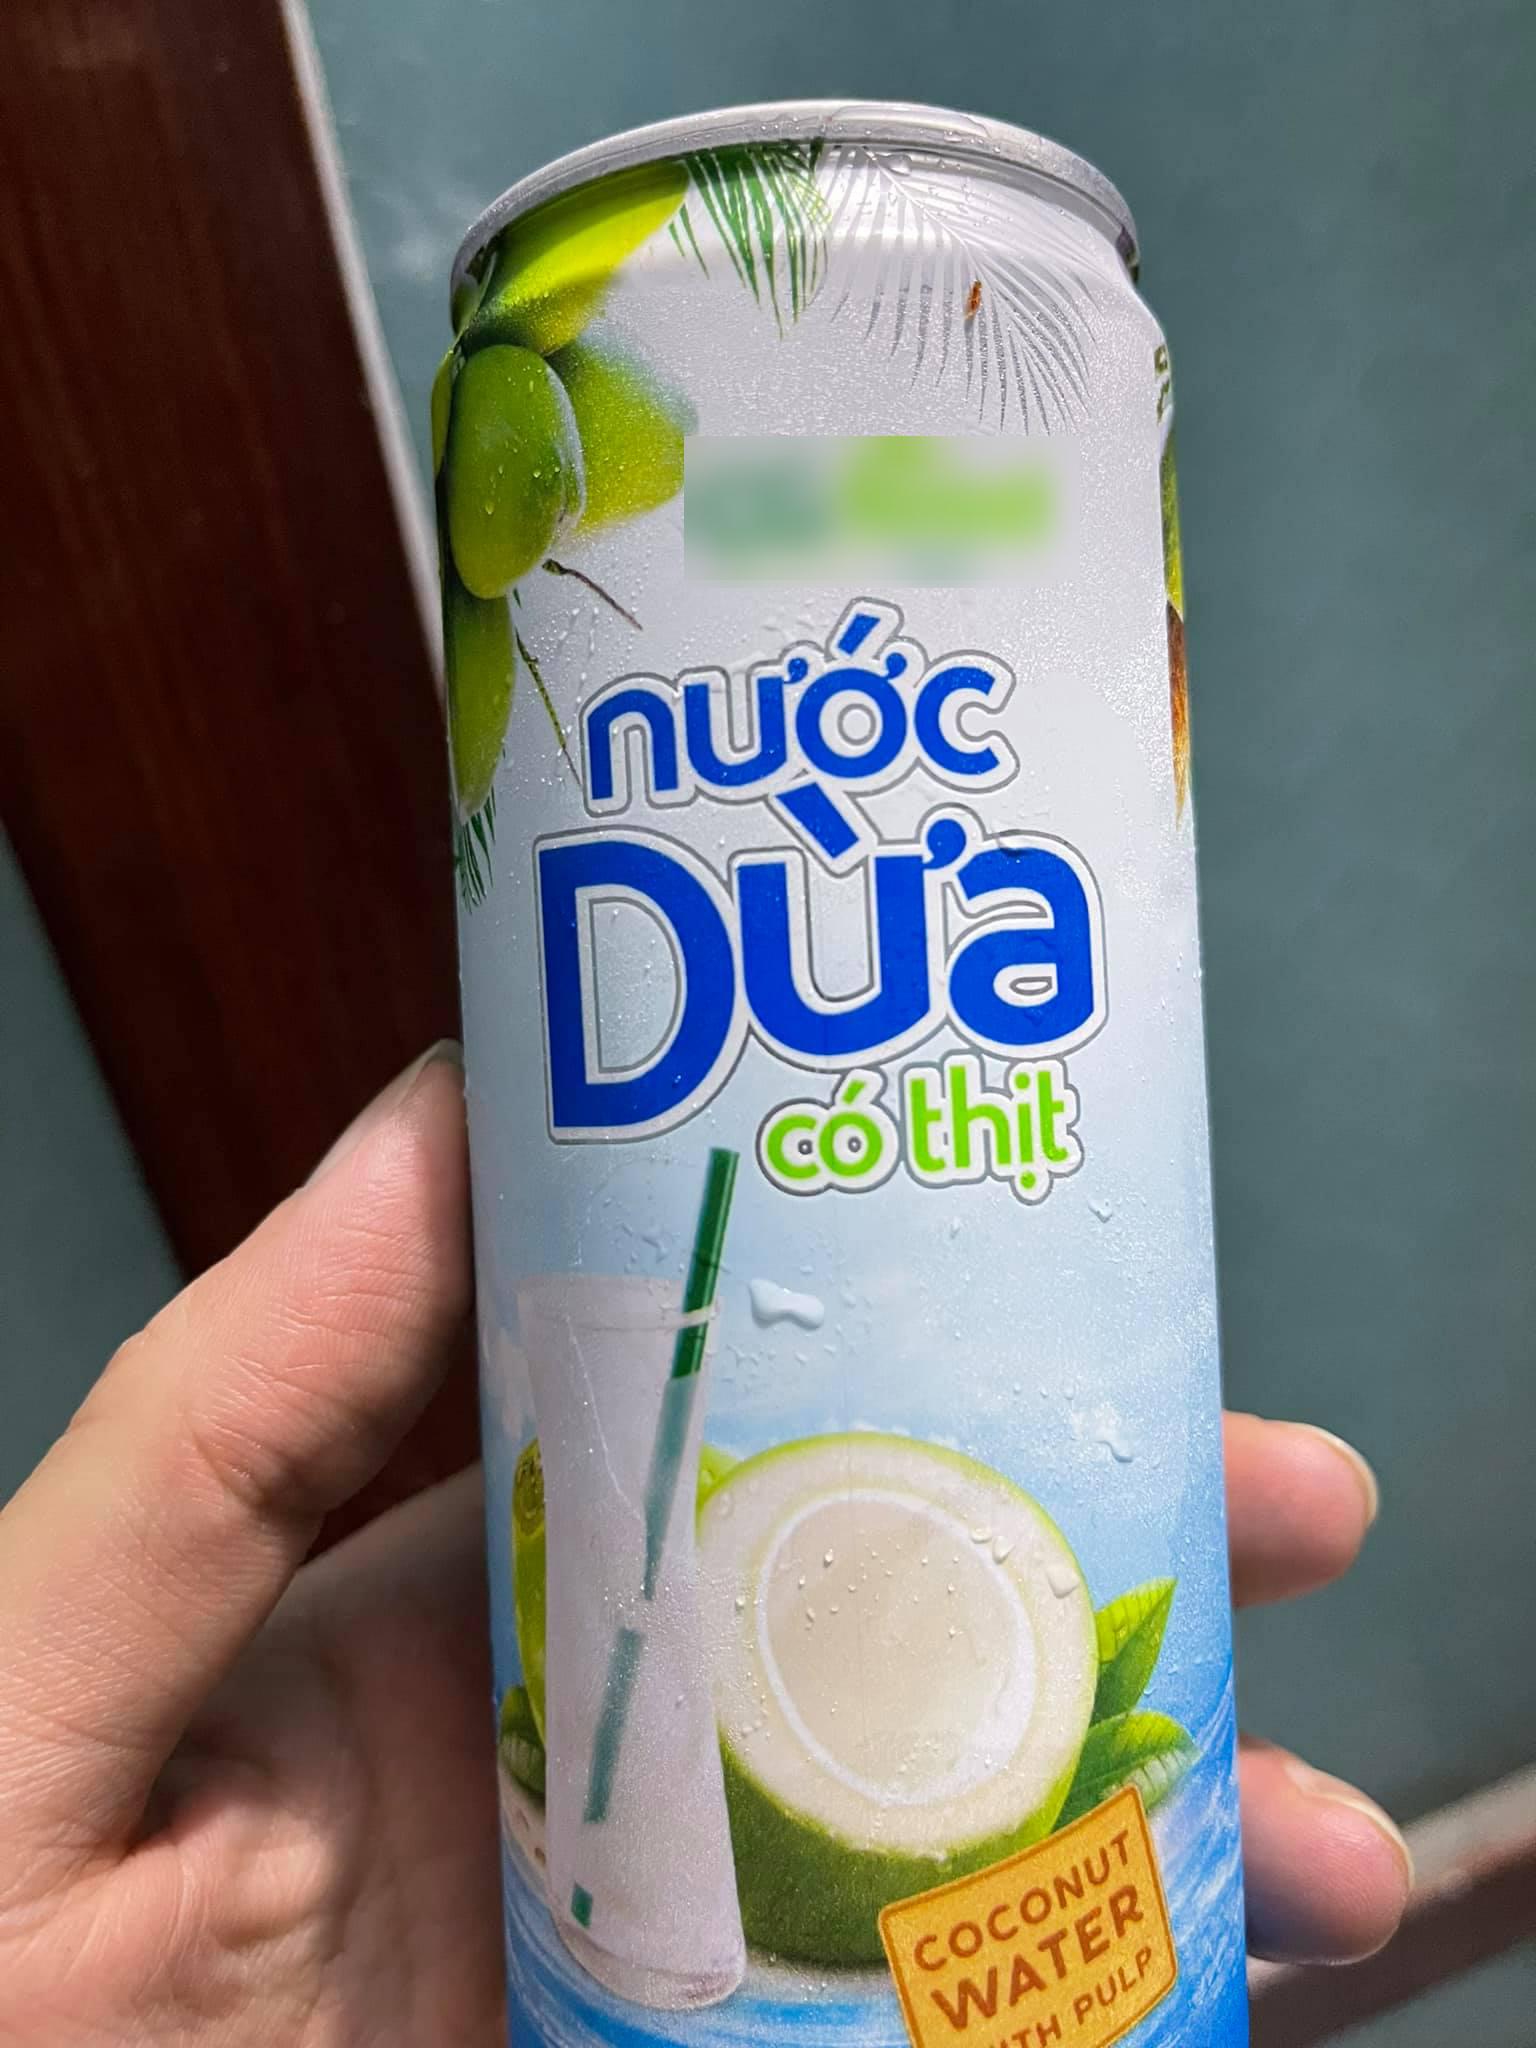 nước
Dừa
có thịt
COCONUT
WATER
WITH PULP